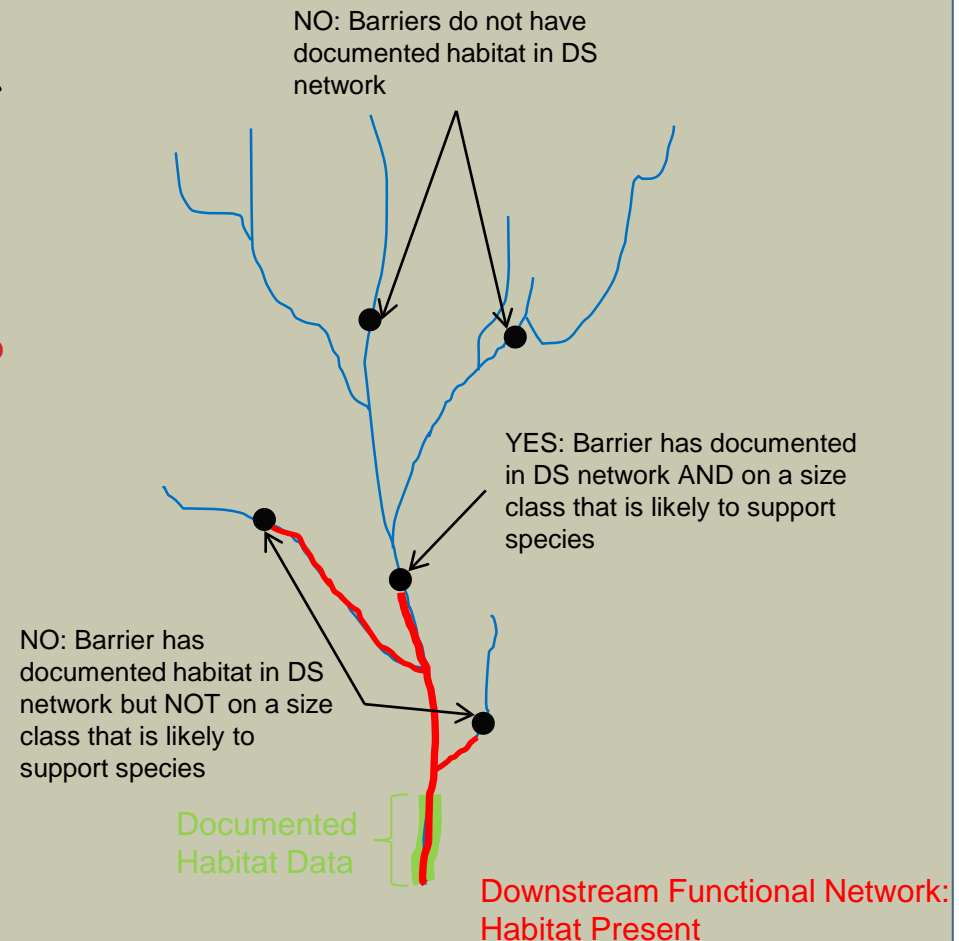 NO: Barriers do not have
documented habitat in DS
network
YES: Barrier has documented
in DS network AND on a size
class that is likely to support
species
NO: Barrier has
documented habitat in DS
network but NOT on a size
class that is likely to
support species
Documented
Habitat Data
Downstream Functional Network:
Habitat Present